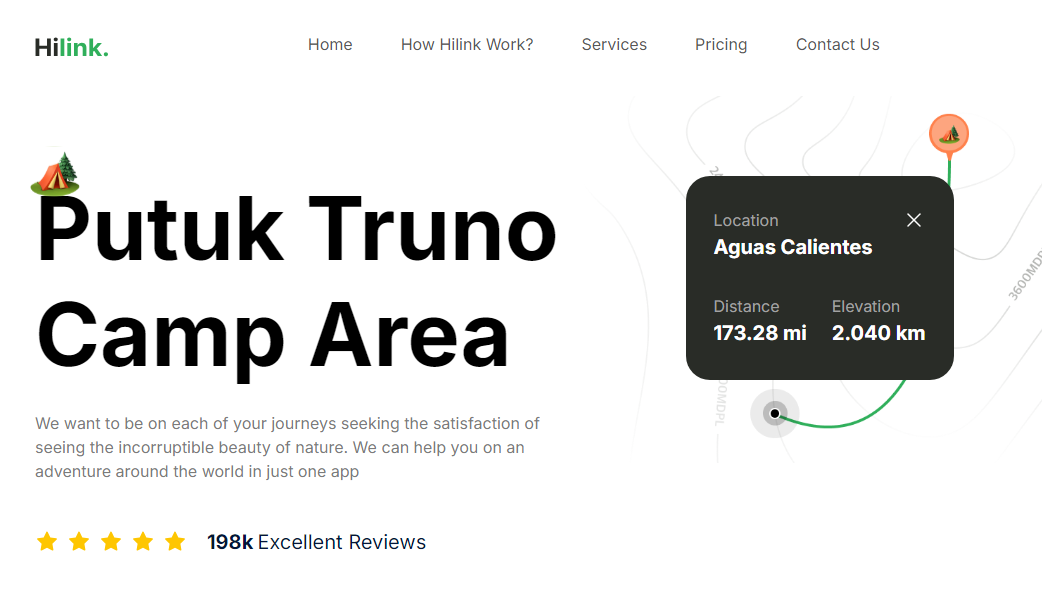 Hilink.
Home How Hilink Work? Services Pricing Contact Us
Putuk Truno
Camp Area
We want to be on each of your journeys seeking the satisfaction of
seeing the incorruptible beauty of nature. We can help you on an
adventure around the world in just one app
198k Excellent Reviews
Location
Aguas Calientes
Distance Elevation
173.28 mi 2.040 km